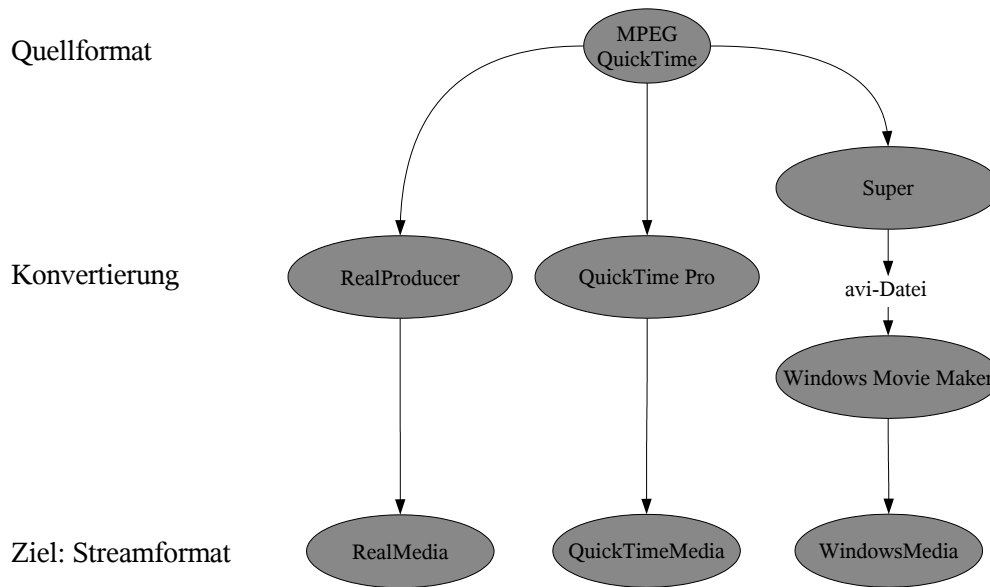 Quellformat
MPEG
QuickTime
Super
Konvertierung
RealProducer
QuickTime Pro
avi-Datei
Windows Movie Maker
Ziel: Streamformat
RealMedia
QuickTimeMedia
WindowsMedia